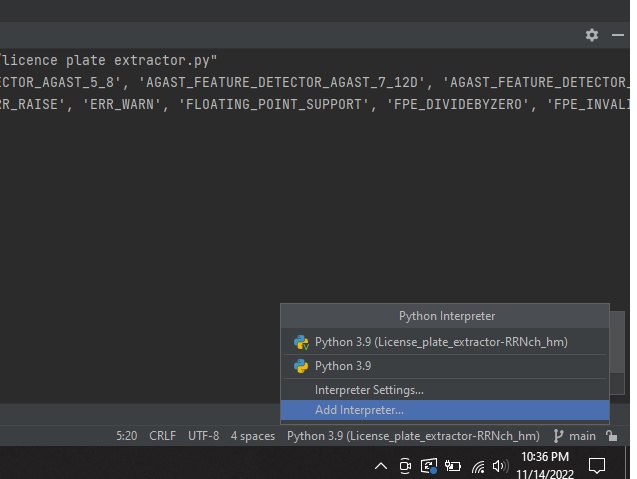 /licence plate extractor.py"
ECTOR_AGAST_5_8', 'AGAST_FEATURE_DETECTOR_AGAST_7_12D', 'AGAST_FEATURE_DETECTOR_
RR_RAISE', 'ERR_WARN', 'FLOATING_POINT_SUPPORT', 'FPE_DIVIDEBYZERO', 'FPE_INVALI
Python Interpreter
Python 3.9 (License_plate_extractor-RRNch_hm)
Python 3.9
Interpreter Settings...
Add Interpreter...
5:20 CRLF UTF-8 4 spaces Python 3.9 (License_plate_extractor-RRNch_hm) main
10:36 PM
11/14/2022